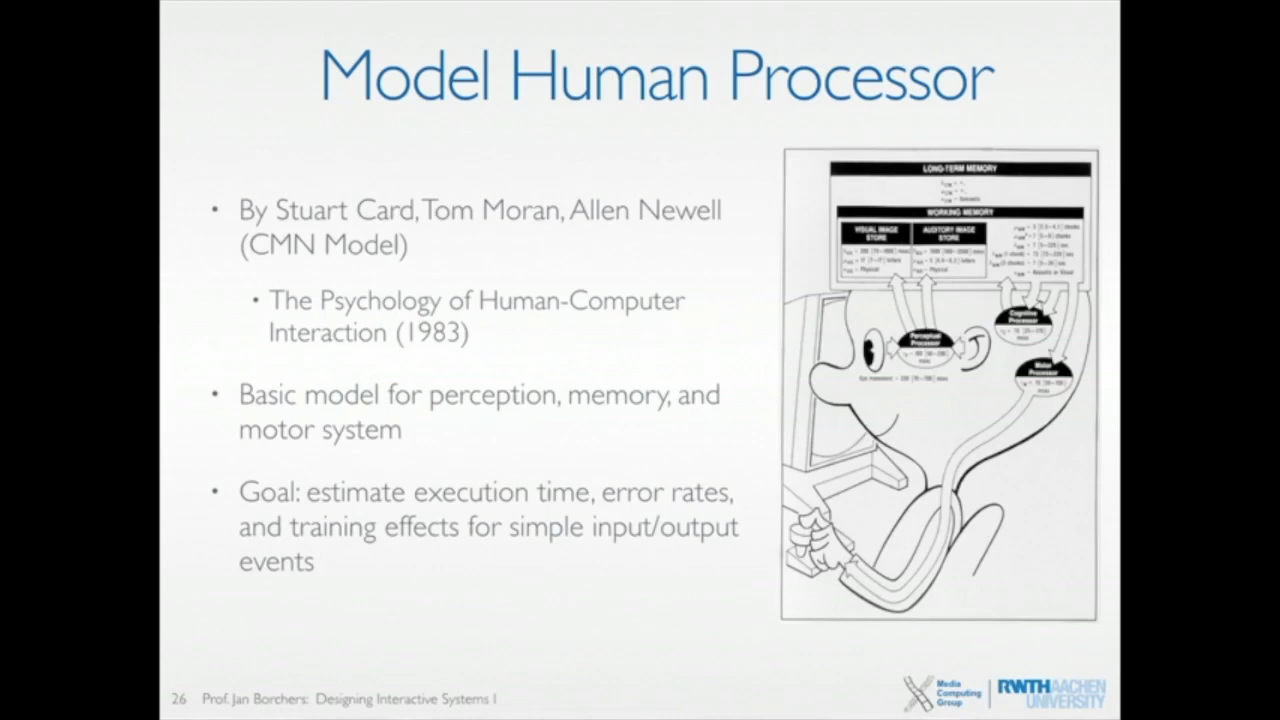 Model Human Processor
• By Stuart Card, Tom Moran, Allen Newell
(CMN Model)
• The Psychology of Human-Computer
Interaction (1983)
• Basic model for perception, memory, and
motor system
• Goal: estimate execution time, error rates,
and training effects for simple input/output
events
LONG-TERM MEMORY
WORKING MEMORY
VISUAL IMAGE
STORE
AUDITORY IMAGE
STORE
Cognitive
Processor
Perceptual
Processor
Motor
Processor
26 Prof. Jan Borchers: Designing Interactive Systems I
Media
Computing
Group
RWTHAACHEN
UNIVERSITY